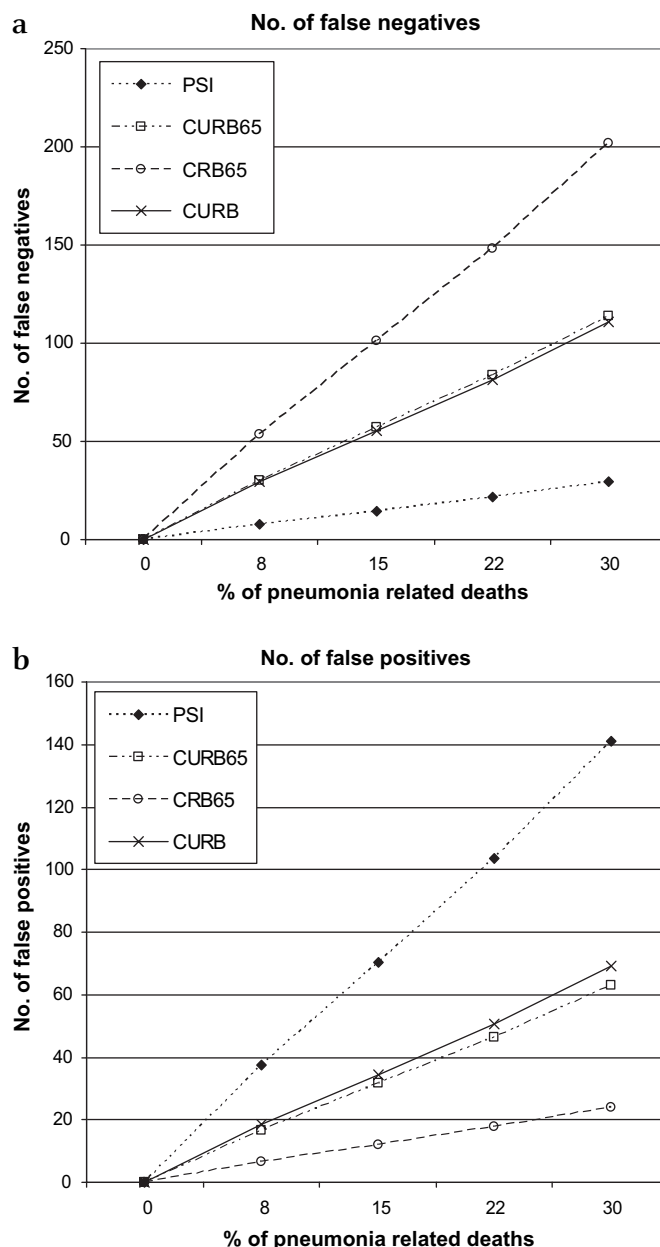 a
No. of false negatives
250
200
150
100
50
0
PSI
CURB65
CRB65
CURB
No. of false negatives
0 8 15 22 30
% of pneumonia related deaths
b
No. of false positives
160
140
120
100
80
60
40
20
0
PSI
CURB65
CRB65
CURB
No. of false positives
0 8 15 22 30
% of pneumonia related deaths